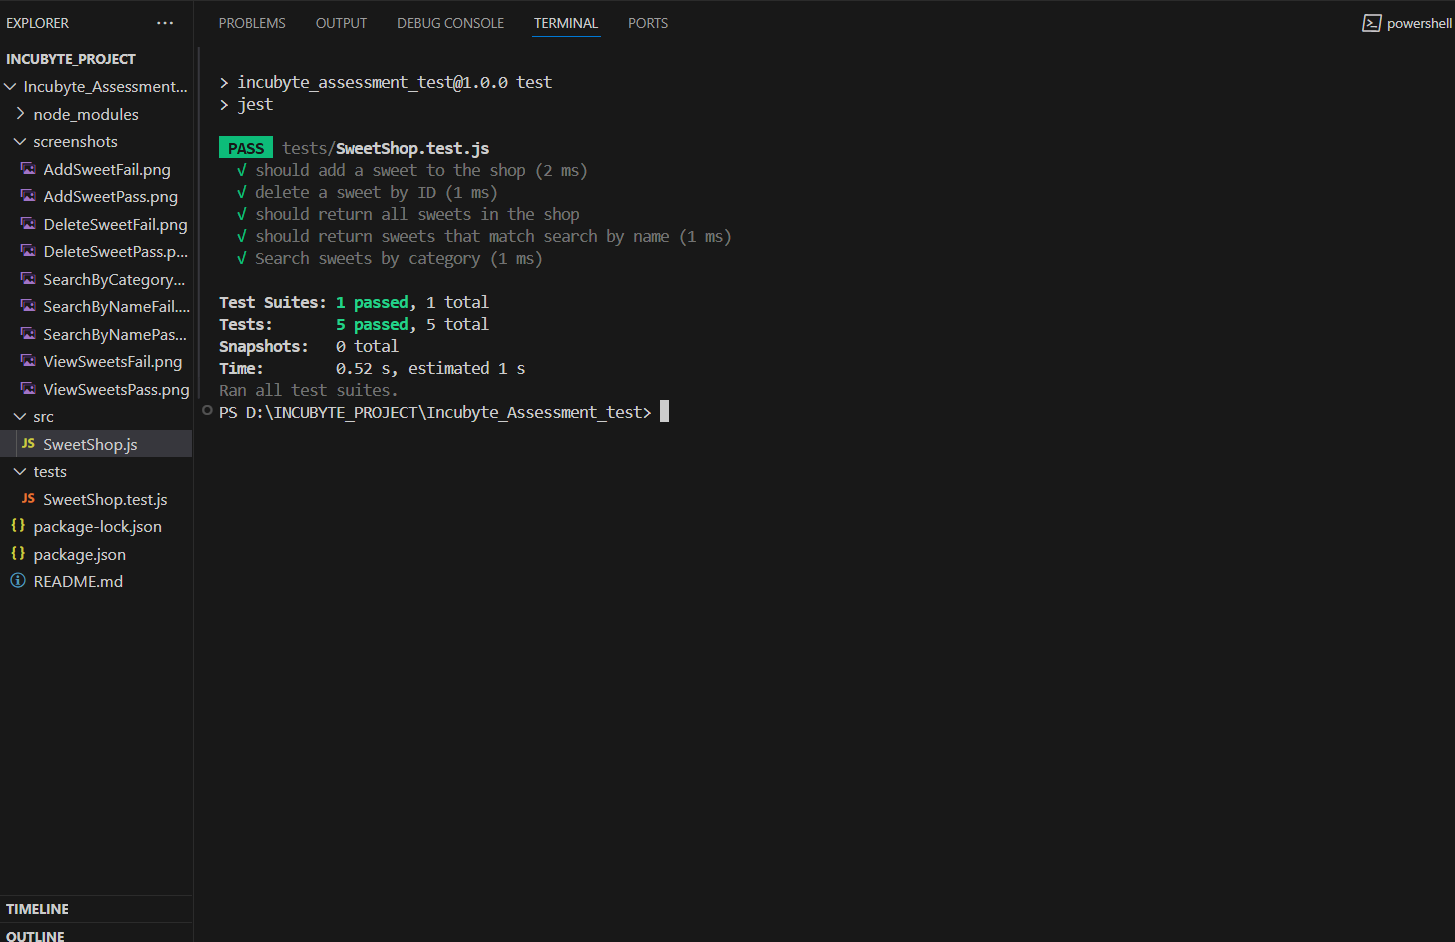 EXPLORER ···
INCUBYTE_PROJECT
Incubyte_Assessment...
node_modules
screenshots
AddSweetFail.png
AddSweetPass.png
DeleteSweetFail.png
DeleteSweetPass.p...
SearchByCategory...
SearchByNameFail....
SearchByNamePas...
ViewSweetsFail.png
ViewSweetsPass.png
src
JS SweetShop.js
tests
JS SweetShop.test.js
{} package-lock.json
{} package.json
README.md
TIMELINE
OUTLINE
PROBLEMS OUTPUT DEBUG CONSOLE TERMINAL PORTS powershell
> incubyte_assessment_test@1.0.0 test
> jest
PASS tests/SweetShop.test.js
√ should add a sweet to the shop (2 ms)
√ delete a sweet by ID (1 ms)
√ should return all sweets in the shop
√ should return sweets that match search by name (1 ms)
√ Search sweets by category (1 ms)
Test Suites: 1 passed, 1 total
Tests: 5 passed, 5 total
Snapshots: 0 total
Time: 0.52 s, estimated 1 s
Ran all test suites.
PS D:\INCUBYTE_PROJECT\Incubyte_Assessment_test>